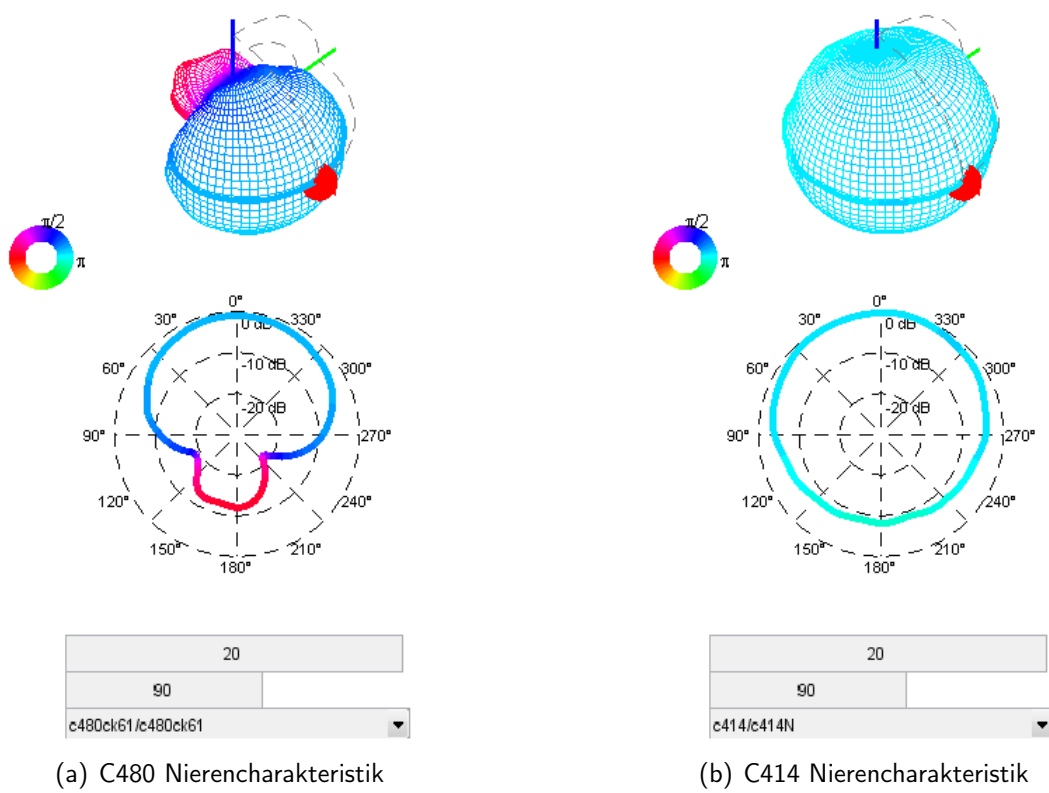 π/2
π
0°
30°
330°
0 dB
60°
300°
-10 dB
-20 dB
90°
270°
120°
240°
150°
210°
180°
20
90
c480ck61/c480ck61
(a) C480 Nierencharakteristik
π/2
π
0°
30°
330°
0 dB
60°
300°
-10 dB
-20 dB
90°
270°
120°
240°
150°
210°
180°
20
90
c414/c414N
(b) C414 Nierencharakteristik